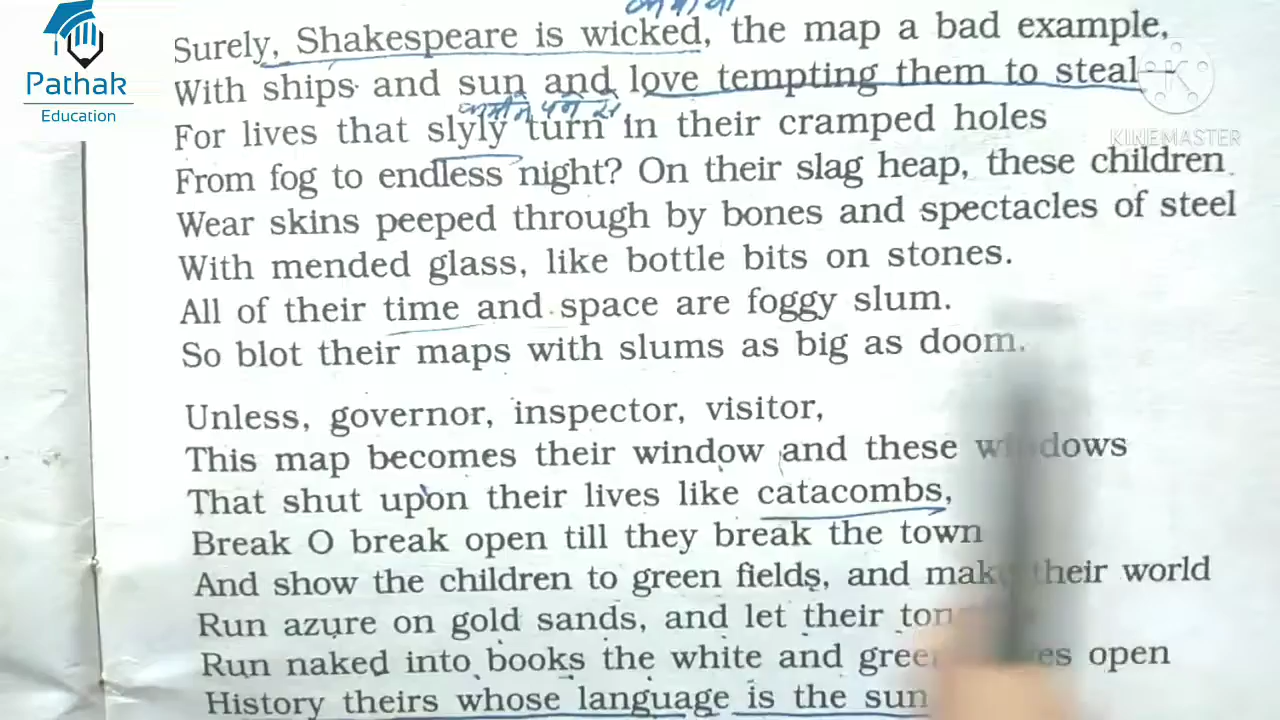 Pathak
Education
KINEMASTER
Surely, Shakespeare is wicked, the map a bad example,
With ships and sun and love tempting them to steal—
For lives that slyly turn in their cramped holes
From fog to endless night? On their slag heap, these children
Wear skins peeped through by bones and spectacles of steel
With mended glass, like bottle bits on stones.
All of their time and space are foggy slum.
So blot their maps with slums as big as doom.
Unless, governor, inspector, visitor,
This map becomes their window and these windows
That shut upon their lives like catacombs,
Break O break open till they break the town
And show the children to green fields, and make their world
Run azure on gold sands, and let their
Run naked into books the white and green open
History theirs whose language is the sun